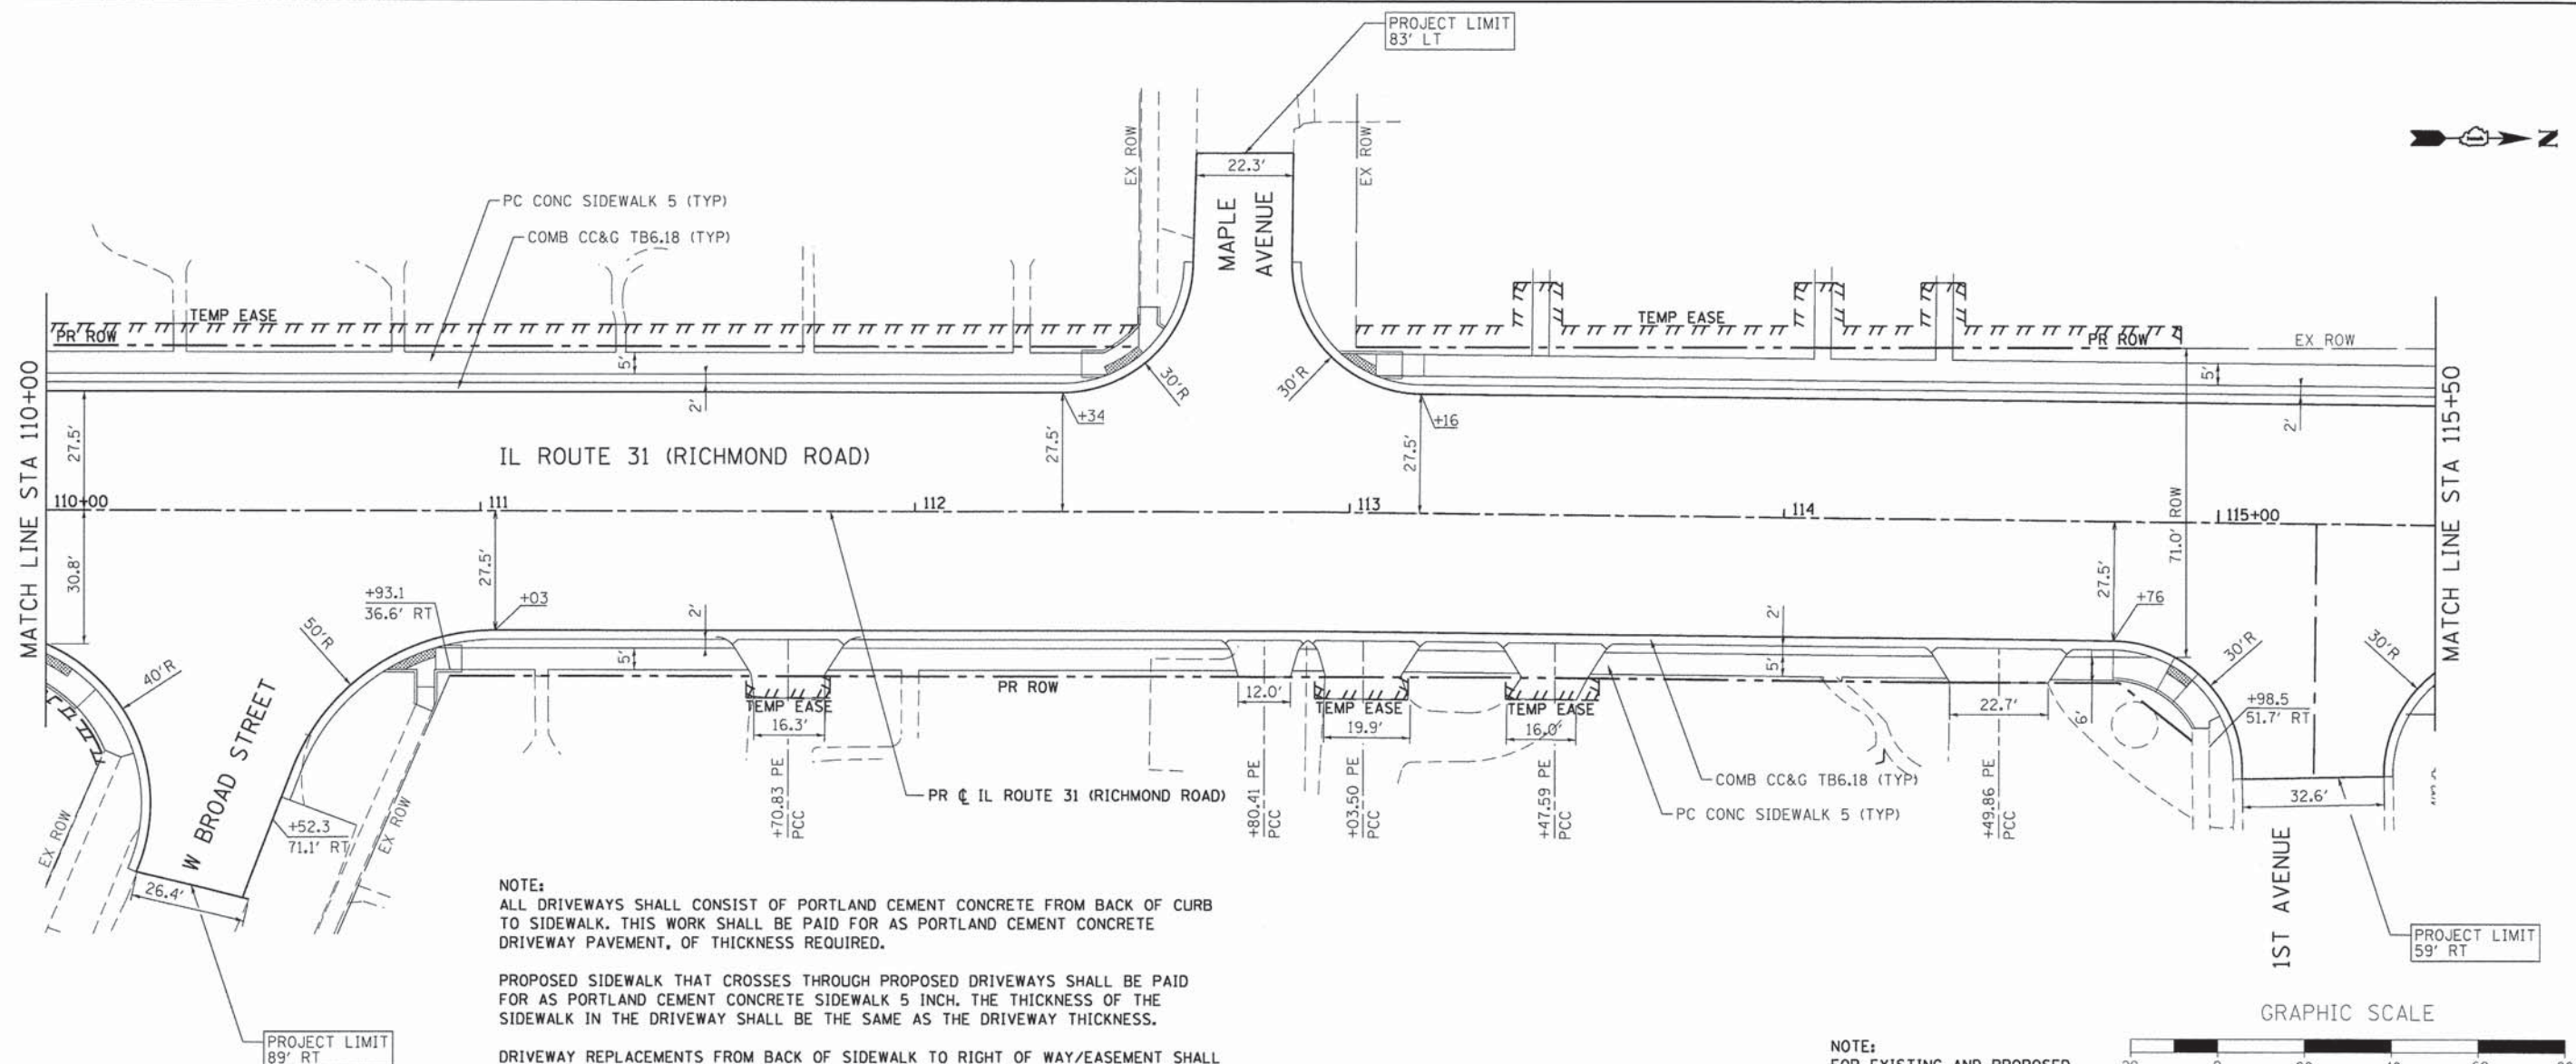 PROJECT LIMIT
83' LT
N
EX ROW
EX ROW
22.3'
MAPLE
AVENUE
PC CONC SIDEWALK 5 (TYP)
COMB CC&G TB6.18 (TYP)
TEMP EASE
PR ROW
TEMP EASE
PR ROW
EX ROW
5'
2'
30'R
30'R
5'
2'
MATCH LINE STA 110+00
MATCH LINE STA 115+50
27.5'
+34
27.5'
+16
27.5'
IL ROUTE 31 (RICHMOND ROAD)
110+00
111
112
113
114
115+00
71.0' ROW
30.8'
27.5'
27.5'
+93.1
36.6' RT
+03
2'
2'
+76
50'R
40'R
5'
5'
30'R
30'R
PR ROW
TEMP EASE
16.3'
12.0'
TEMP EASE
19.9'
TEMP EASE
16.0'
22.7'
6'
+98.5
51.7' RT
W BROAD STREET
+70.83 PE
PCC
+80.41 PE
PCC
+03.50 PE
PCC
+47.59 PE
PCC
+49.86 PE
PCC
PR ℄ IL ROUTE 31 (RICHMOND ROAD)
COMB CC&G TB6.18 (TYP)
PC CONC SIDEWALK 5 (TYP)
32.6'
EX ROW
+52.3
71.1' RT
EX ROW
26.4'
1ST AVENUE
PROJECT LIMIT
59' RT
PROJECT LIMIT
89' RT
NOTE:
ALL DRIVEWAYS SHALL CONSIST OF PORTLAND CEMENT CONCRETE FROM BACK OF CURB
TO SIDEWALK. THIS WORK SHALL BE PAID FOR AS PORTLAND CEMENT CONCRETE
DRIVEWAY PAVEMENT, OF THICKNESS REQUIRED.
PROPOSED SIDEWALK THAT CROSSES THROUGH PROPOSED DRIVEWAYS SHALL BE PAID
FOR AS PORTLAND CEMENT CONCRETE SIDEWALK 5 INCH. THE THICKNESS OF THE
SIDEWALK IN THE DRIVEWAY SHALL BE THE SAME AS THE DRIVEWAY THICKNESS.
DRIVEWAY REPLACEMENTS FROM BACK OF SIDEWALK TO RIGHT OF WAY/EASEMENT SHALL
GRAPHIC SCALE
NOTE:
FOR EXISTING AND PROPOSED